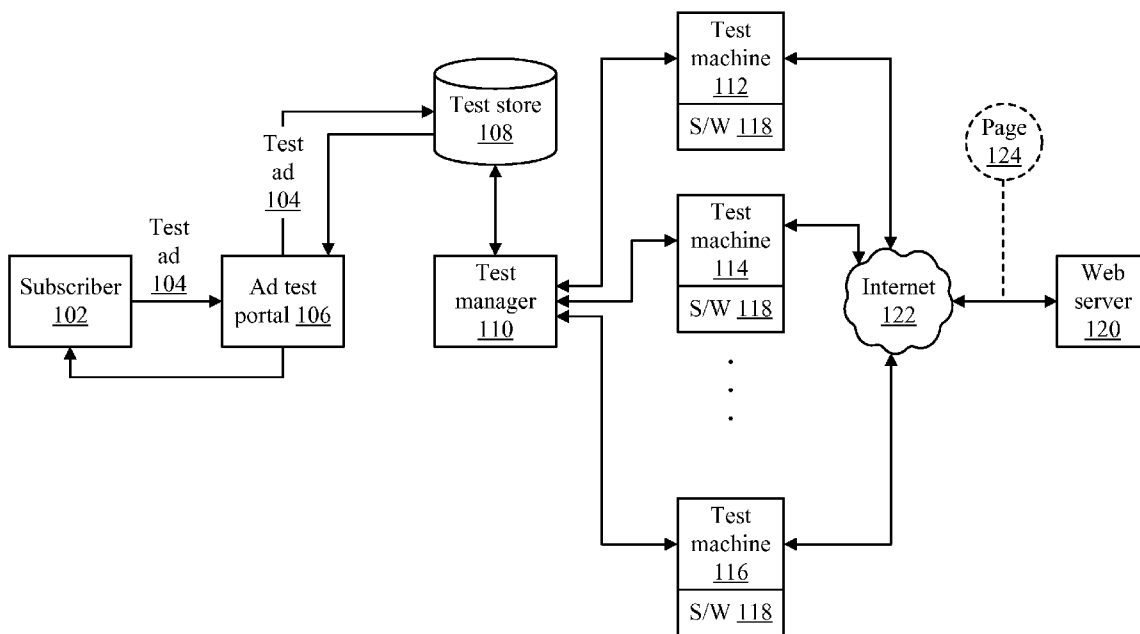 Subscriber
102
Test
ad
104
Ad test
portal 106
Test
ad
104
Test store
108
Test
manager
110
Test
machine
112
S/W 118
Test
machine
114
S/W 118
Test
machine
116
S/W 118
Internet
122
Page
124
Web
server
120